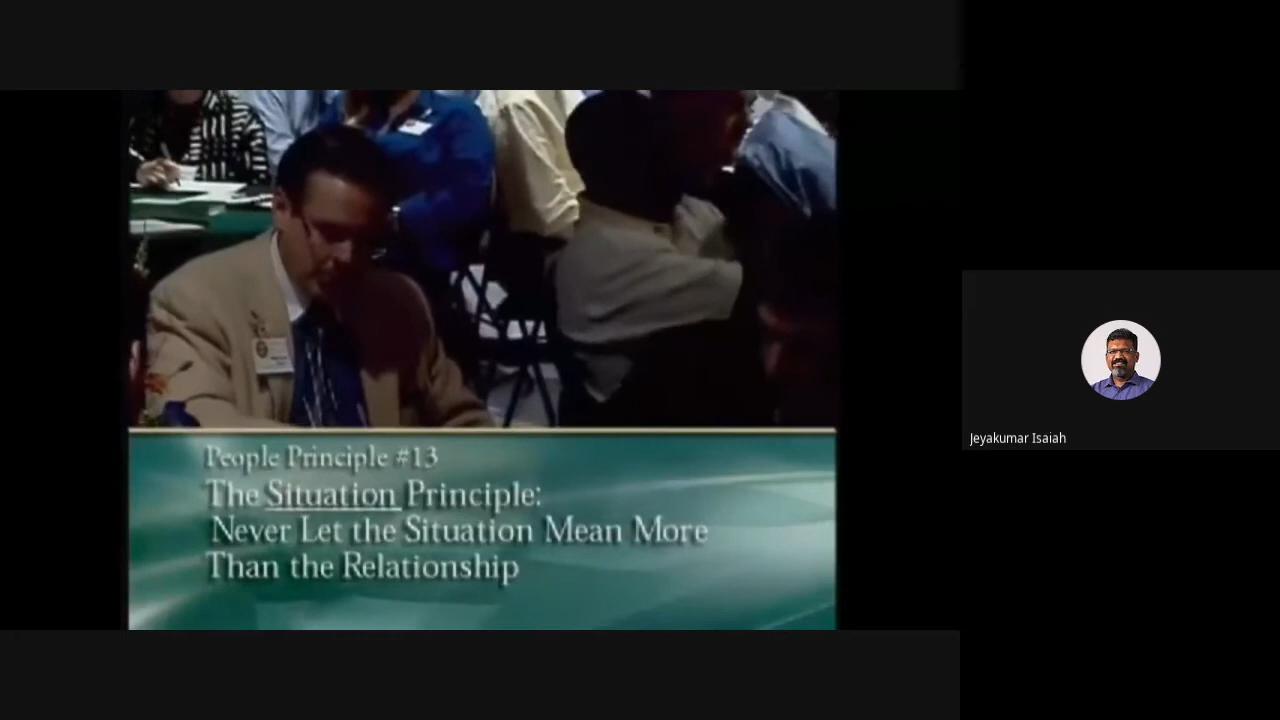 People Principle #13
The Situation Principle:
Never Let the Situation Mean More
Than the Relationship
Jeyakumar Isaiah